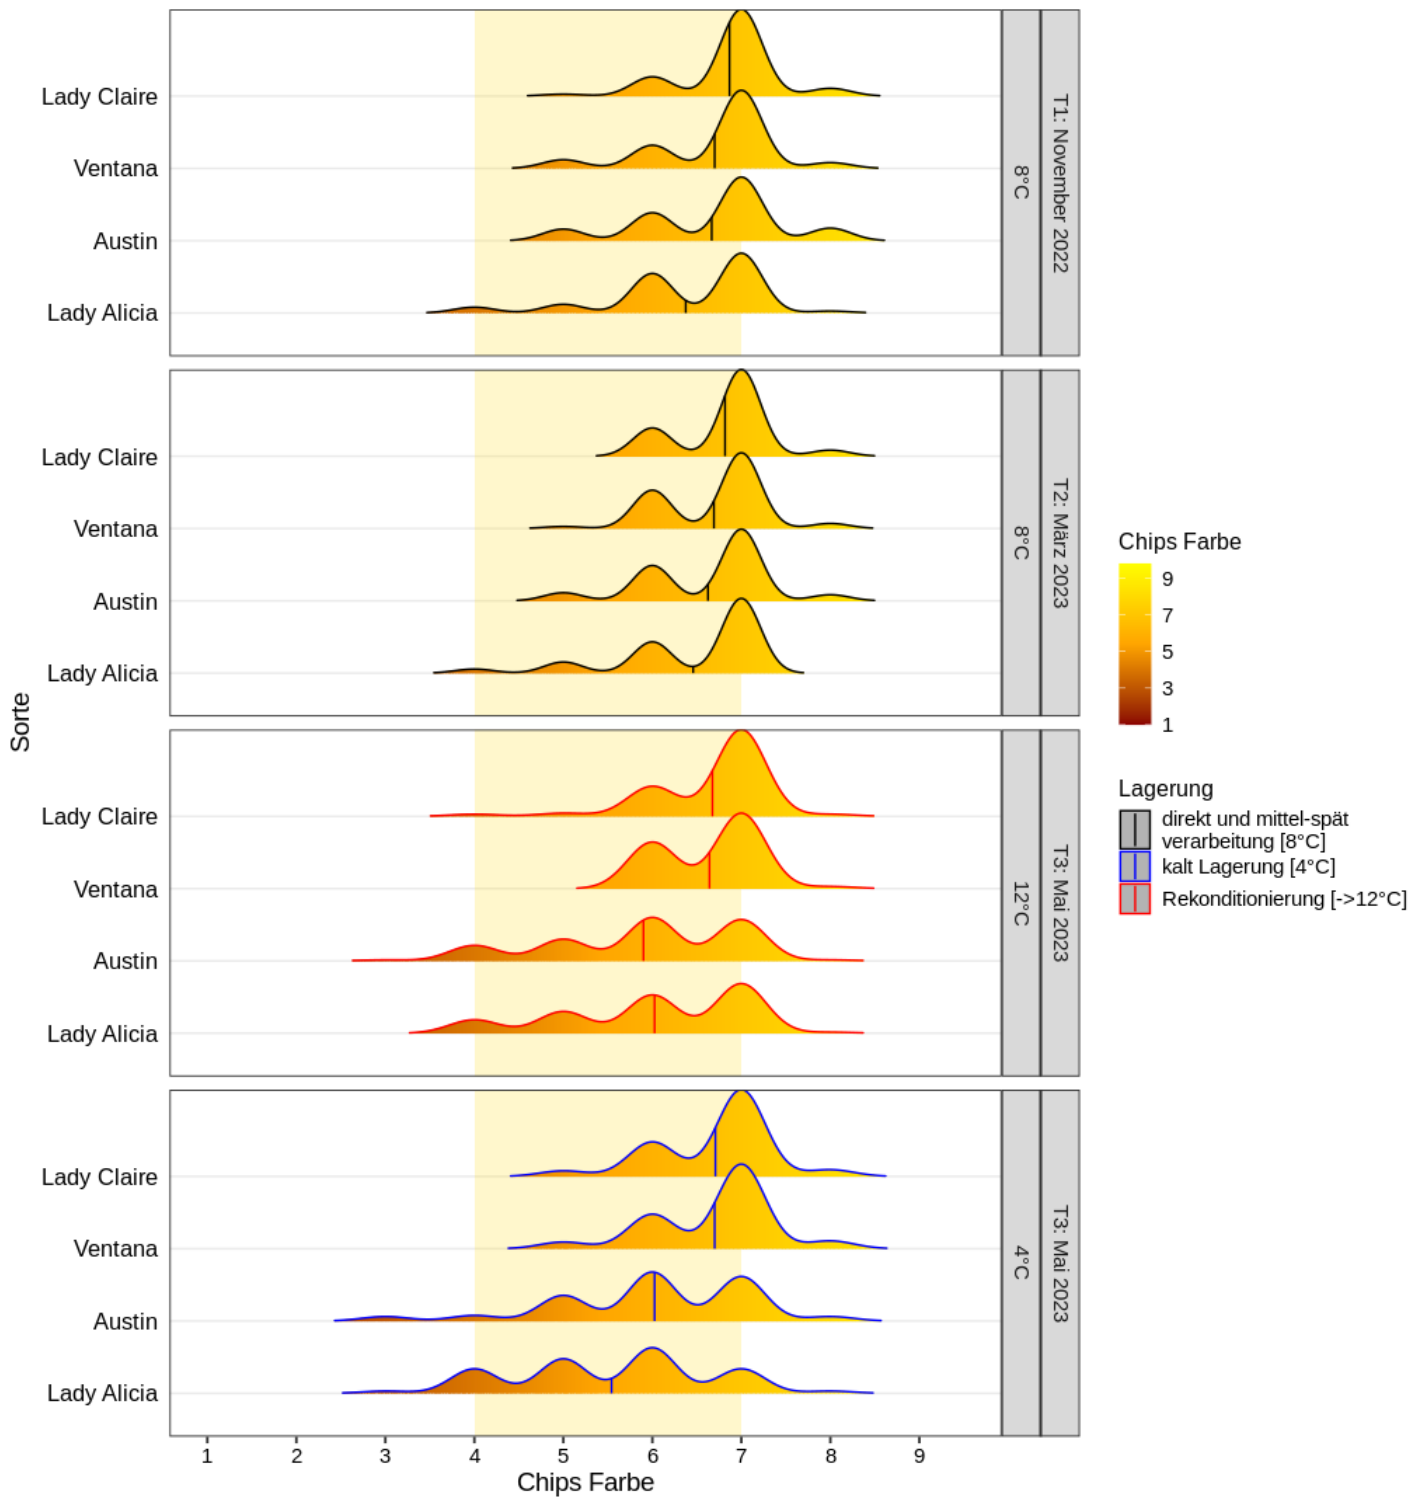 Lady Claire
Ventana
Austin
Lady Alicia
8°C
T1: November 2022
Lady Claire
Ventana
Austin
Lady Alicia
8°C
T2: März 2023
Lady Claire
Ventana
Austin
Lady Alicia
12°C
T3: Mai 2023
Lady Claire
Ventana
Austin
Lady Alicia
4°C
T3: Mai 2023
Sorte
1 2 3 4 5 6 7 8 9
Chips Farbe
Chips Farbe
9
7
5
3
1
Lagerung
direkt und mittel-spät
verarbeitung [8°C]
kalt Lagerung [4°C]
Rekonditionierung [->12°C]